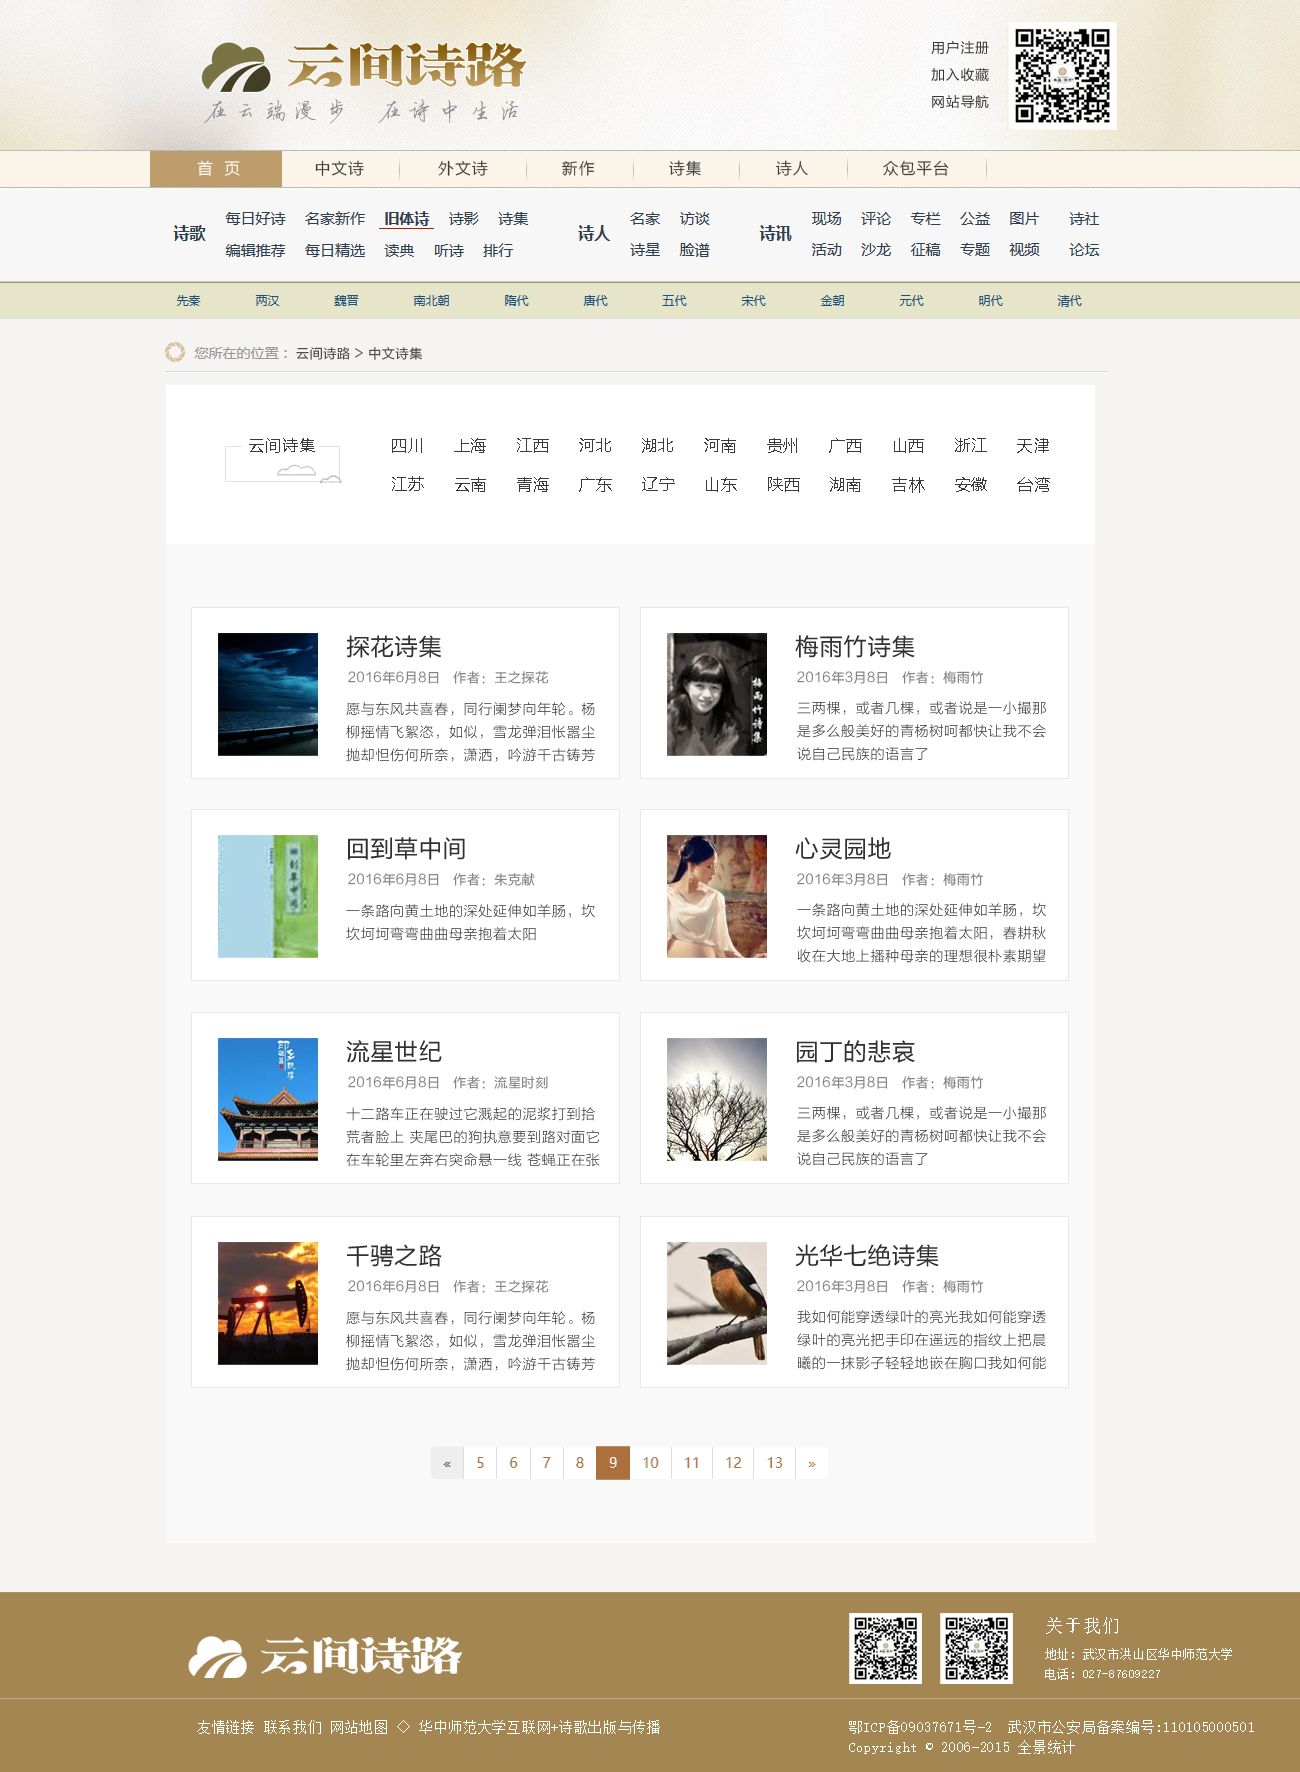 云间诗路
在云端漫步 在诗中生活
用户注册
加入收藏
网站导航
首 页 中文诗 外文诗 新作 诗集 诗人 众包平台
诗歌 每日好诗 名家新作 旧体诗 诗影 诗集
编辑推荐 每日精选 读典 听诗 排行
诗人 名家 访谈
诗星 脸谱
诗讯 现场 评论 专栏 公益 图片 诗社
活动 沙龙 征稿 专题 视频 论坛
先秦 两汉 魏晋 南北朝 隋代 唐代 五代 宋代 金朝 元代 明代 清代
您所在的位置： 云间诗路 > 中文诗集
云间诗集
四川 上海 江西 河北 湖北 河南 贵州 广西 山西 浙江 天津
江苏 云南 青海 广东 辽宁 山东 陕西 湖南 吉林 安徽 台湾
探花诗集
2016年6月8日 作者：王之探花
愿与东风共喜春，同行阑梦向年轮。杨
柳摇情飞絮恣，如似，雪龙弹泪怅嚣尘
抛却怛伤何所奈，潇洒，吟游千古铸芳
梅雨竹诗集
梅雨竹诗集
2016年3月8日 作者：梅雨竹
三两棵，或者几棵，或者说是一小撮那
是多么般美好的青杨树呵都快让我不会
说自己民族的语言了
回到草中间
2016年6月8日 作者：朱克献
一条路向黄土地的深处延伸如羊肠，坎
坎坷坷弯弯曲曲母亲抱着太阳
心灵园地
2016年3月8日 作者：梅雨竹
一条路向黄土地的深处延伸如羊肠，坎
坎坷坷弯弯曲曲母亲抱着太阳，春耕秋
收在大地上播种母亲的理想很朴素期望
流星世纪
2016年6月8日 作者：流星时刻
十二路车正在驶过它溅起的泥浆打到拾
荒者脸上 夹尾巴的狗执意要到路对面它
在车轮里左奔右突命悬一线 苍蝇正在张
园丁的悲哀
2016年3月8日 作者：梅雨竹
三两棵，或者几棵，或者说是一小撮那
是多么般美好的青杨树呵都快让我不会
说自己民族的语言了
千骋之路
2016年6月8日 作者：王之探花
愿与东风共喜春，同行阑梦向年轮。杨
柳摇情飞絮恣，如似，雪龙弹泪怅嚣尘
抛却怛伤何所奈，潇洒，吟游千古铸芳
光华七绝诗集
2016年3月8日 作者：梅雨竹
我如何能穿透绿叶的亮光我如何能穿透
绿叶的亮光把手印在遥远的指纹上把晨
曦的一抹影子轻轻地嵌在胸口我如何能
« 5 6 7 8 9 10 11 12 13 »
云间诗路
关于我们
地址：武汉市洪山区华中师范大学
电话：027-87609227
友情链接 联系我们 网站地图 ◇ 华中师范大学互联网+诗歌出版与传播
鄂ICP备09037671号-2 武汉市公安局备案编号:110105000501
Copyright © 2006-2015 全景统计